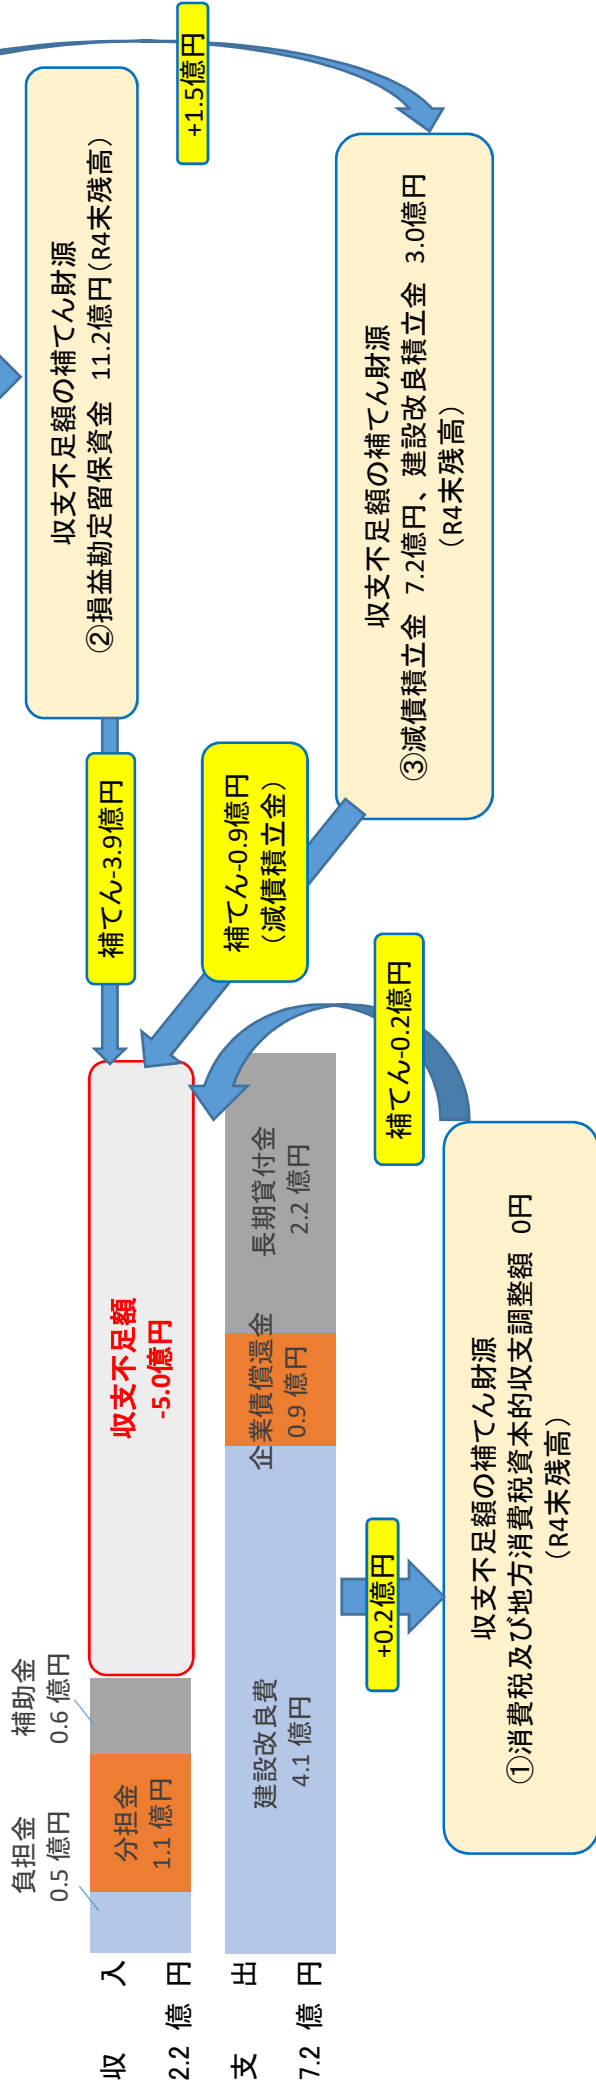 負担金
0.5 億円
補助金
0.6 億円
収　入
2.2 億 円
分担金
1.1 億円
収支不足額
-5.0億円
補てん-3.9億円
収支不足額の補てん財源
②損益勘定留保資金　11.2億円（R4末残高）
+1.5億円
支　出
7.2 億 円
建設改良費
4.1 億円
企業債償還金
0.9 億円
長期貸付金
2.2 億円
補てん-0.9億円
（減債積立金）
収支不足額の補てん財源
③減債積立金　7.2億円、建設改良積立金　3.0億円
（R4末残高）
+0.2億円
補てん-0.2億円
収支不足額の補てん財源
①消費税及び地方消費税資本的収支調整額　0円
（R4末残高）